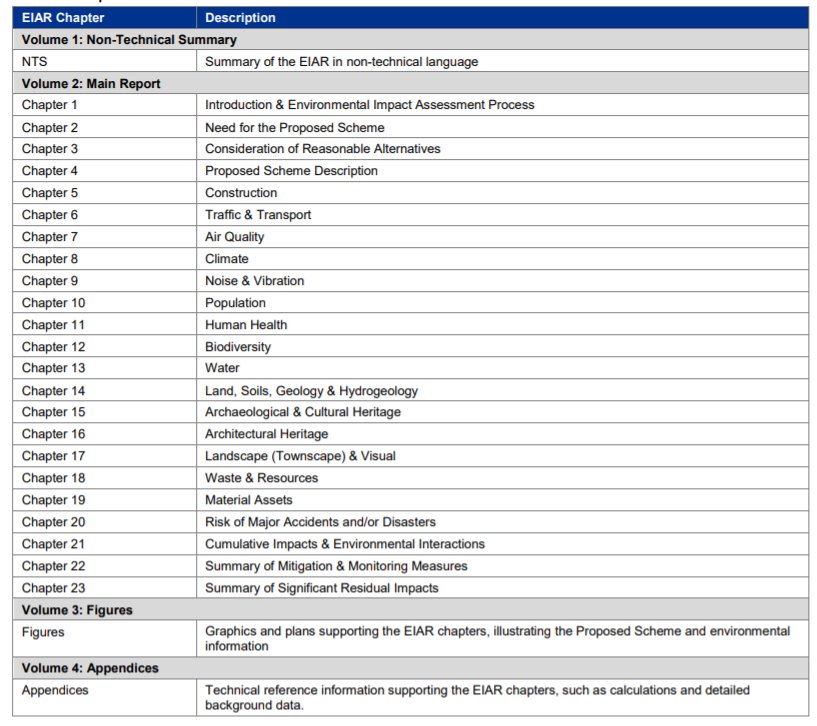 EIAR Chapter Description
Volume 1: Non-Technical Summary
NTS Summary of the EIAR in non-technical language
Volume 2: Main Report
Chapter 1 Introduction & Environmental Impact Assessment Process
Chapter 2 Need for the Proposed Scheme
Chapter 3 Consideration of Reasonable Alternatives
Chapter 4 Proposed Scheme Description
Chapter 5 Construction
Chapter 6 Traffic & Transport
Chapter 7 Air Quality
Chapter 8 Climate
Chapter 9 Noise & Vibration
Chapter 10 Population
Chapter 11 Human Health
Chapter 12 Biodiversity
Chapter 13 Water
Chapter 14 Land, Soils, Geology & Hydrogeology
Chapter 15 Archaeological & Cultural Heritage
Chapter 16 Architectural Heritage
Chapter 17 Landscape (Townscape) & Visual
Chapter 18 Waste & Resources
Chapter 19 Material Assets
Chapter 20 Risk of Major Accidents and/or Disasters
Chapter 21 Cumulative Impacts & Environmental Interactions
Chapter 22 Summary of Mitigation & Monitoring Measures
Chapter 23 Summary of Significant Residual Impacts
Volume 3: Figures
Figures Graphics and plans supporting the EIAR chapters, illustrating the Proposed Scheme and environmental
information
Volume 4: Appendices
Appendices Technical reference information supporting the EIAR chapters, such as calculations and detailed
background data.